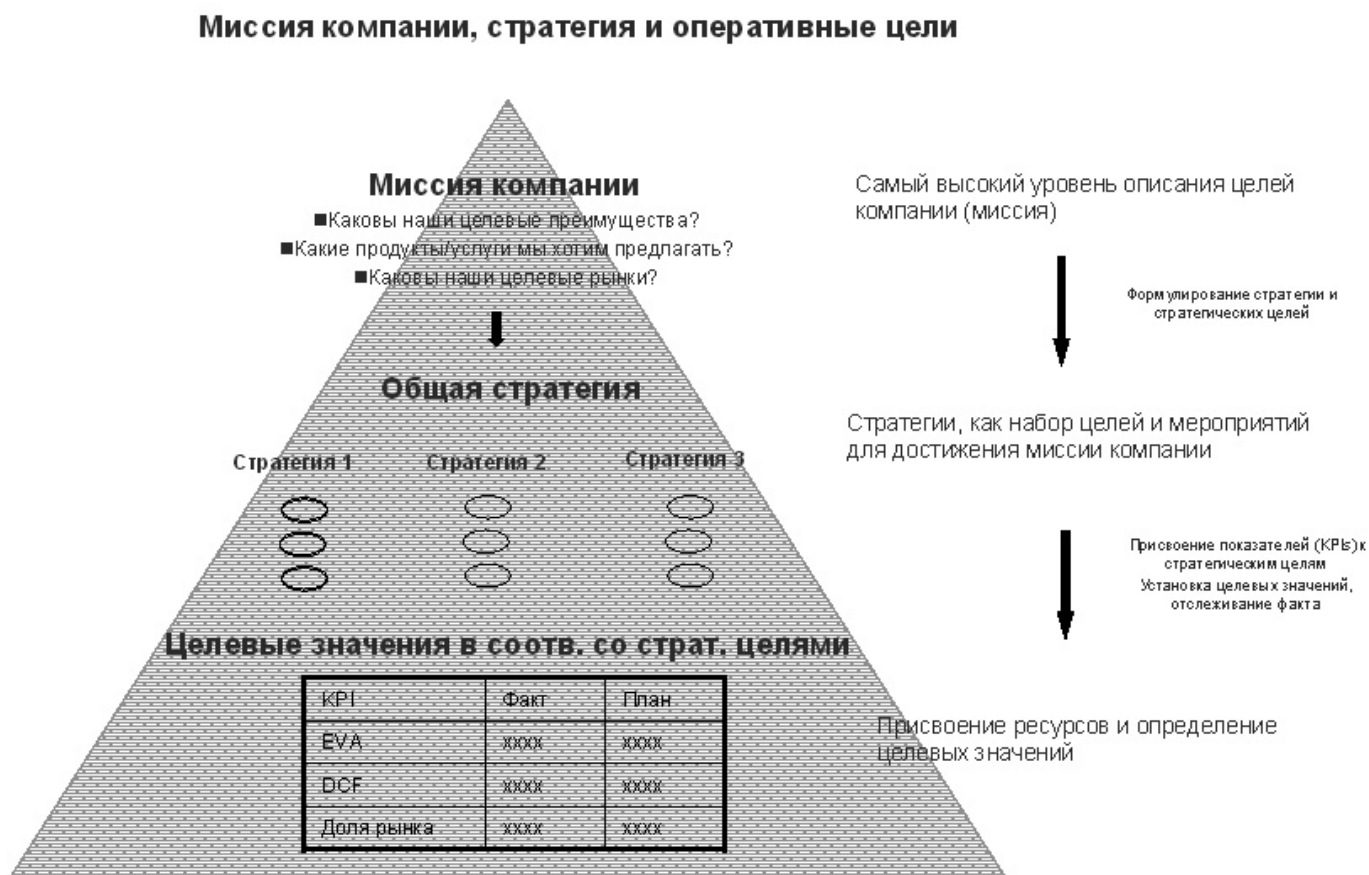 Миссия компании, стратегия и оперативные цели
Миссия компании
■Каковы наши целевые преимущества?
■Какие продукты/услуги мы хотим предлагать?
■Каковы наши целевые рынки?
Общая стратегия
Стратегия 1 Стратегия 2 Стратегия 3
Целевые значения в соотв. со страт. целями
KPI Факт План
EVA xxxx xxxx
DCF xxxx xxxx
Доля рынка xxxx xxxx
Самый высокий уровень описания целей
компании (миссия)
Формулирование стратегии и
стратегических целей
Стратегии, как набор целей и мероприятий
для достижения миссии компании
Присвоение показателей (KPIs) к
стратегическим целям
Установка целевых значений,
отслеживание факта
Присвоение ресурсов и определение
целевых значений